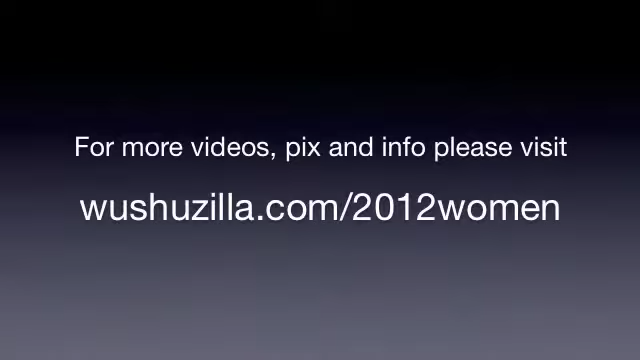 For more videos, pix and info please visit
wushuzilla.com/2012women